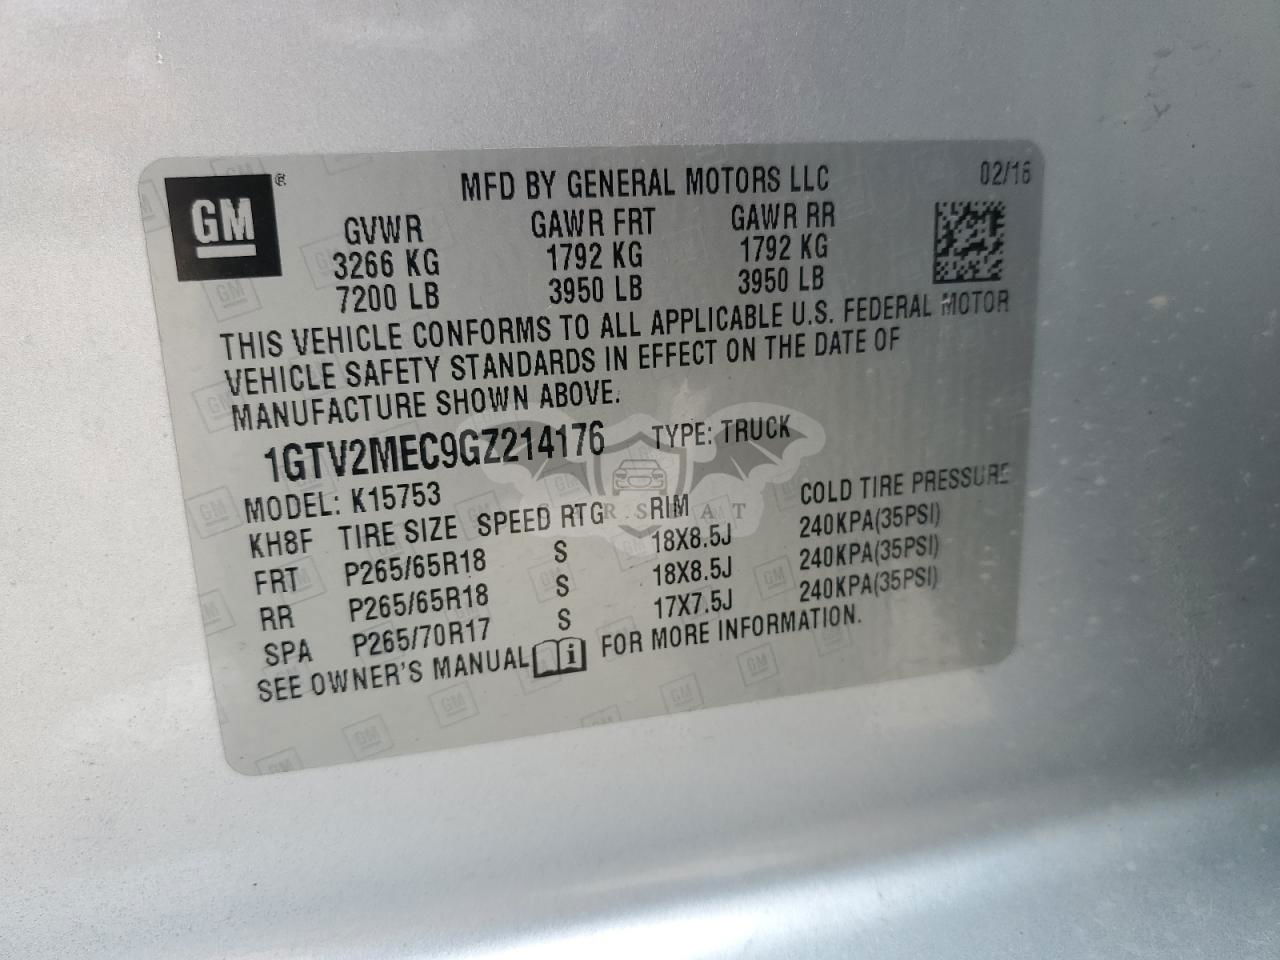 GM ® MFD BY GENERAL MOTORS LLC 02/16
GVWR GAWR FRT GAWR RR
3266 KG 1792 KG 1792 KG
7200 LB 3950 LB 3950 LB
THIS VEHICLE CONFORMS TO ALL APPLICABLE U.S. FEDERAL MOTOR
VEHICLE SAFETY STANDARDS IN EFFECT ON THE DATE OF
MANUFACTURE SHOWN ABOVE.
1GTV2MEC9GZ214176 TYPE: TRUCK
MODEL: K15753
KH8F TIRE SIZE SPEED RTG RIM COLD TIRE PRESSURE
FRT P265/65R18 S 18X8.5J 240KPA(35PSI)
RR P265/65R18 S 18X8.5J 240KPA(35PSI)
SPA P265/70R17 S 17X7.5J 240KPA(35PSI)
SEE OWNER'S MANUAL i FOR MORE INFORMATION.